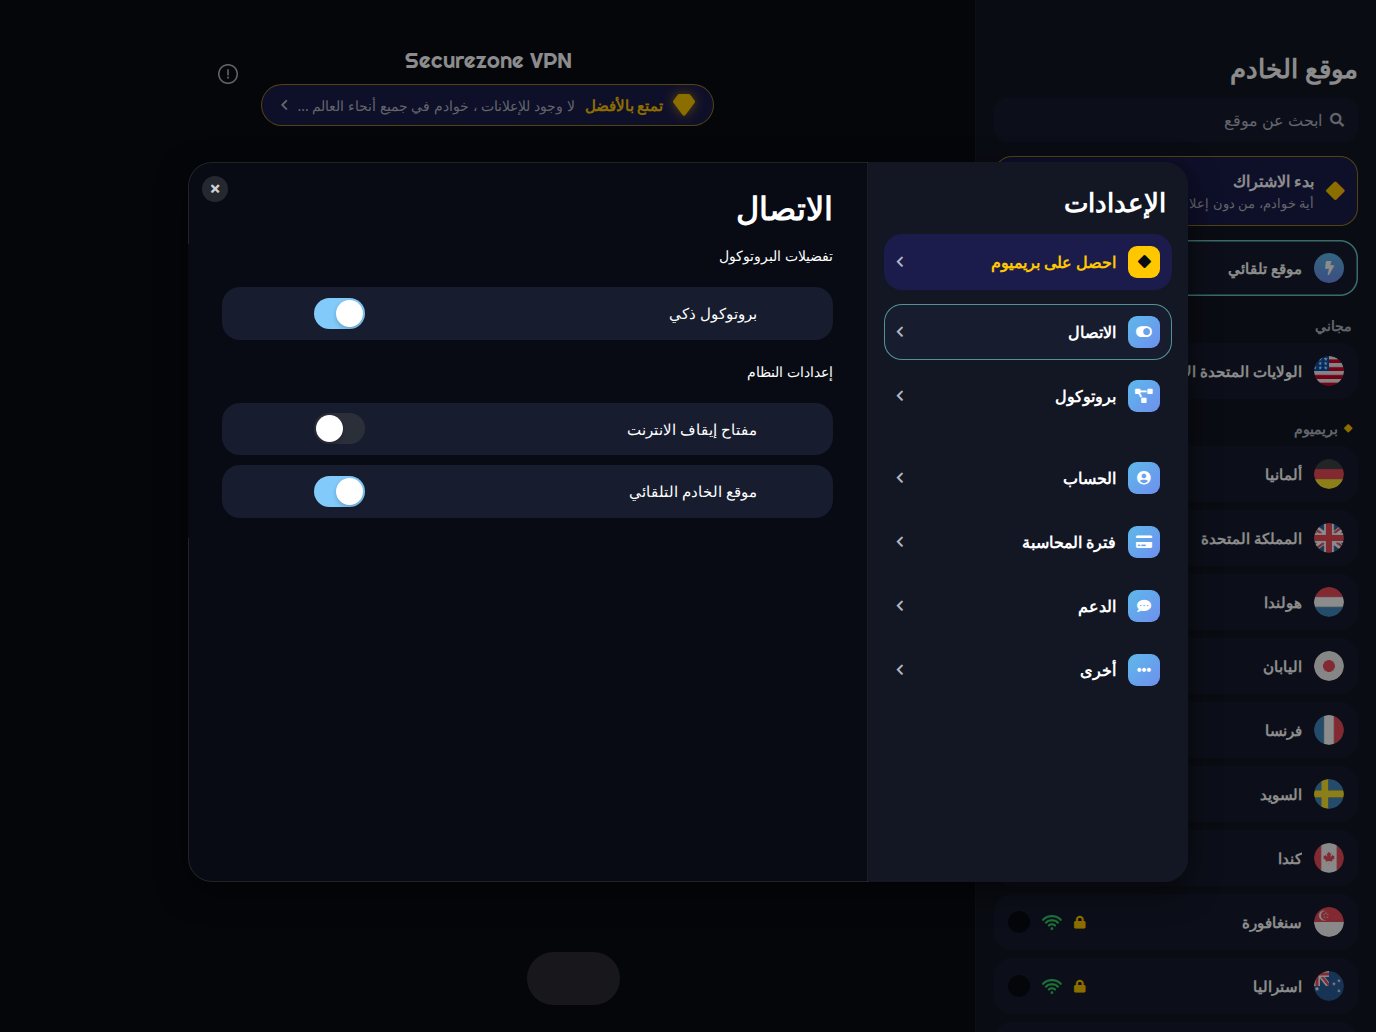 Securezone VPN
تمتع بالأفضل لا وجود للإعلانات ، خوادم في جميع أنحاء العالم ...
موقع الخادم
ابحث عن موقع
بدء الاشتراك
أية خوادم، من دون إعلا
موقع تلقائي
مجاني
الولايات المتحدة
بريميوم
ألمانيا
المملكة المتحدة
هولندا
اليابان
فرنسا
السويد
كندا
سنغافورة
استراليا
الإعدادات
احصل على بريميوم
الاتصال
بروتوكول
الحساب
فترة المحاسبة
الدعم
أخرى
الاتصال
تفضيلات البروتوكول
بروتوكول ذكي
إعدادات النظام
مفتاح إيقاف الانترنت
موقع الخادم التلقائي